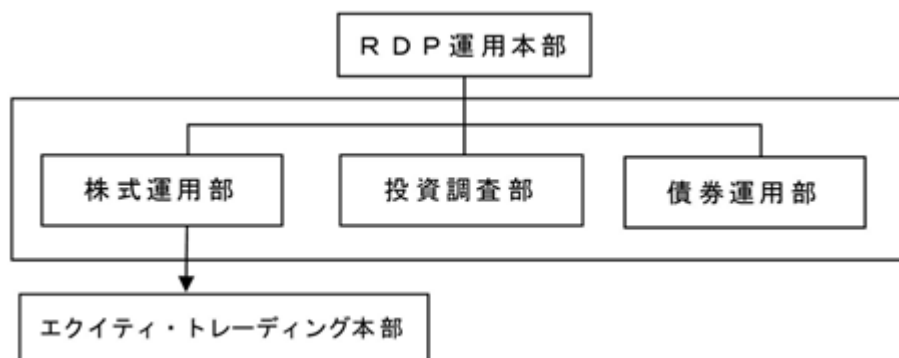 ＲＤＰ運用本部
株式運用部
投資調査部
債券運用部
エクイティ・トレーディング本部